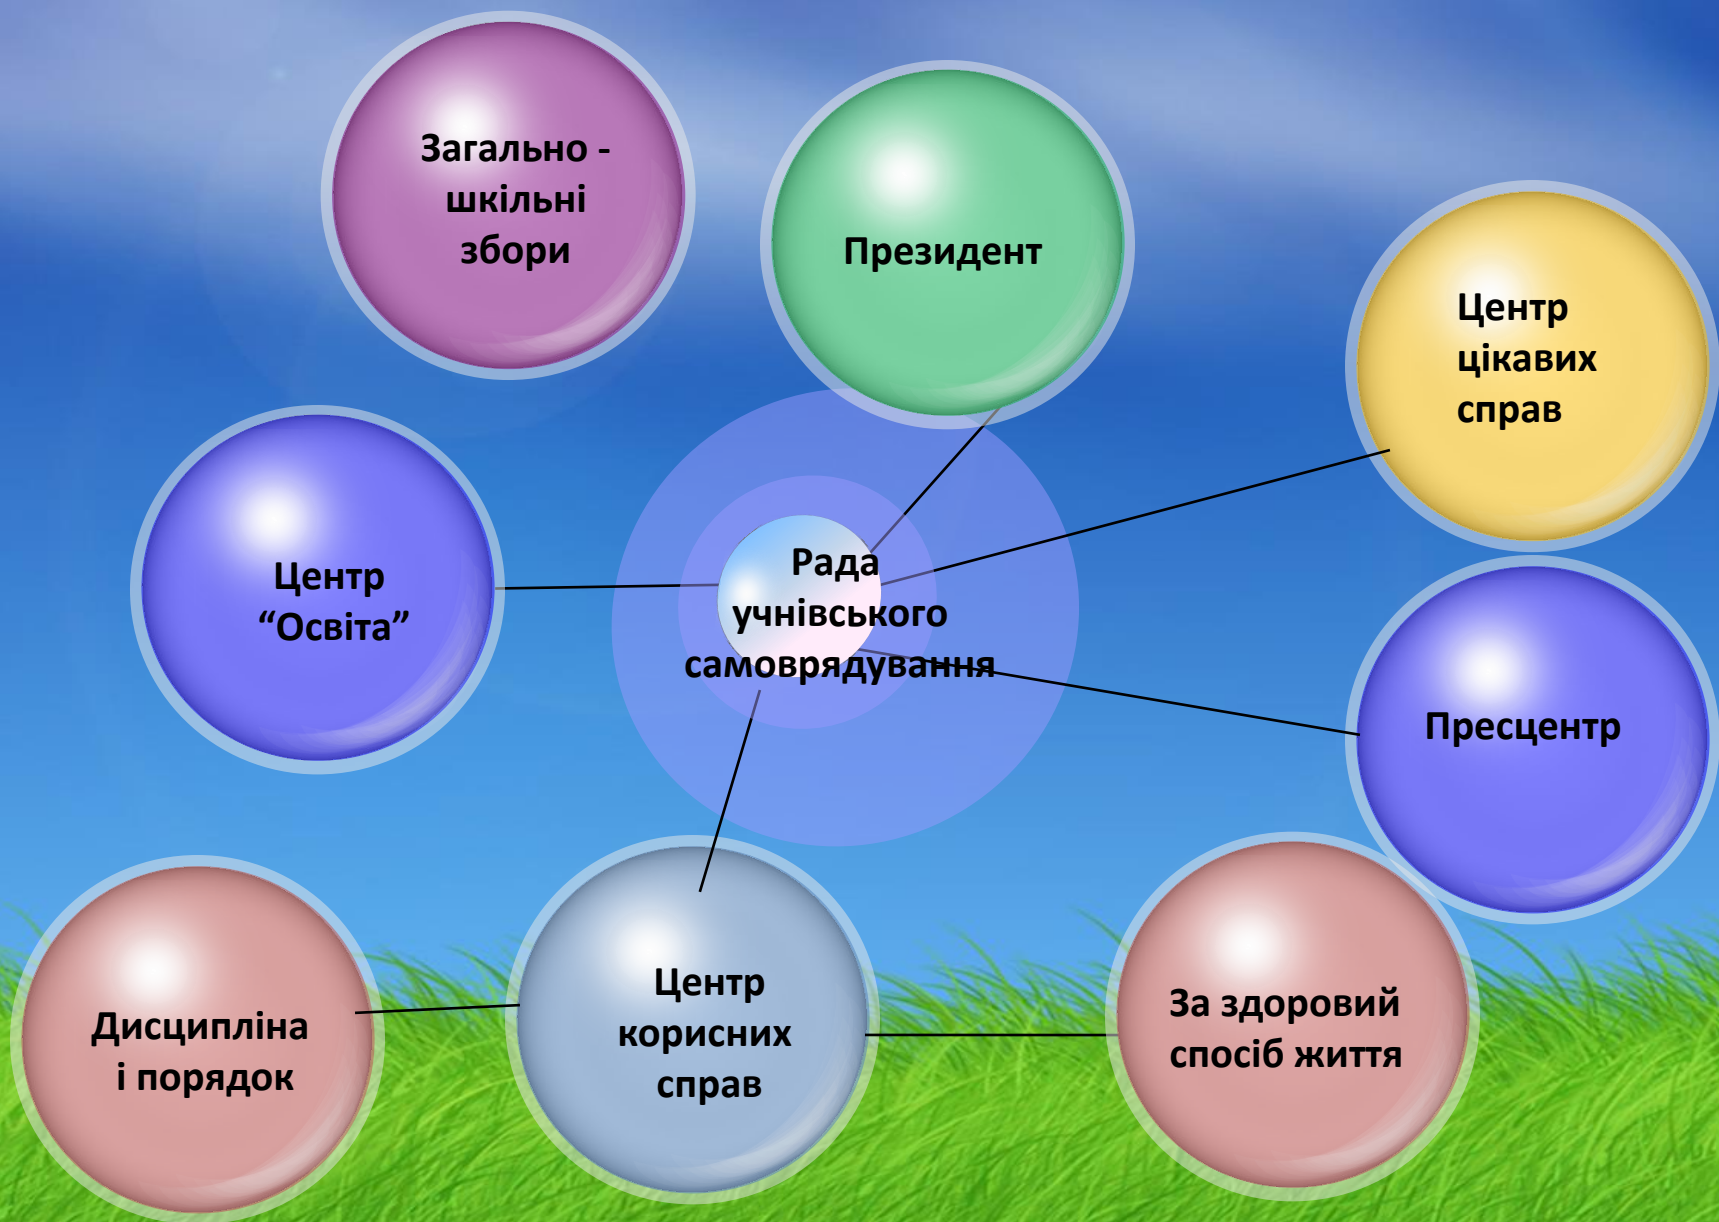 Загально -
шкільні
збори
Президент
Центр
цікавих
справ
Центр
“Освіта”
Рада
учнівського
самоврядування
Пресцентр
Дисципліна
і порядок
Центр
корисних
справ
За здоровий
спосіб життя